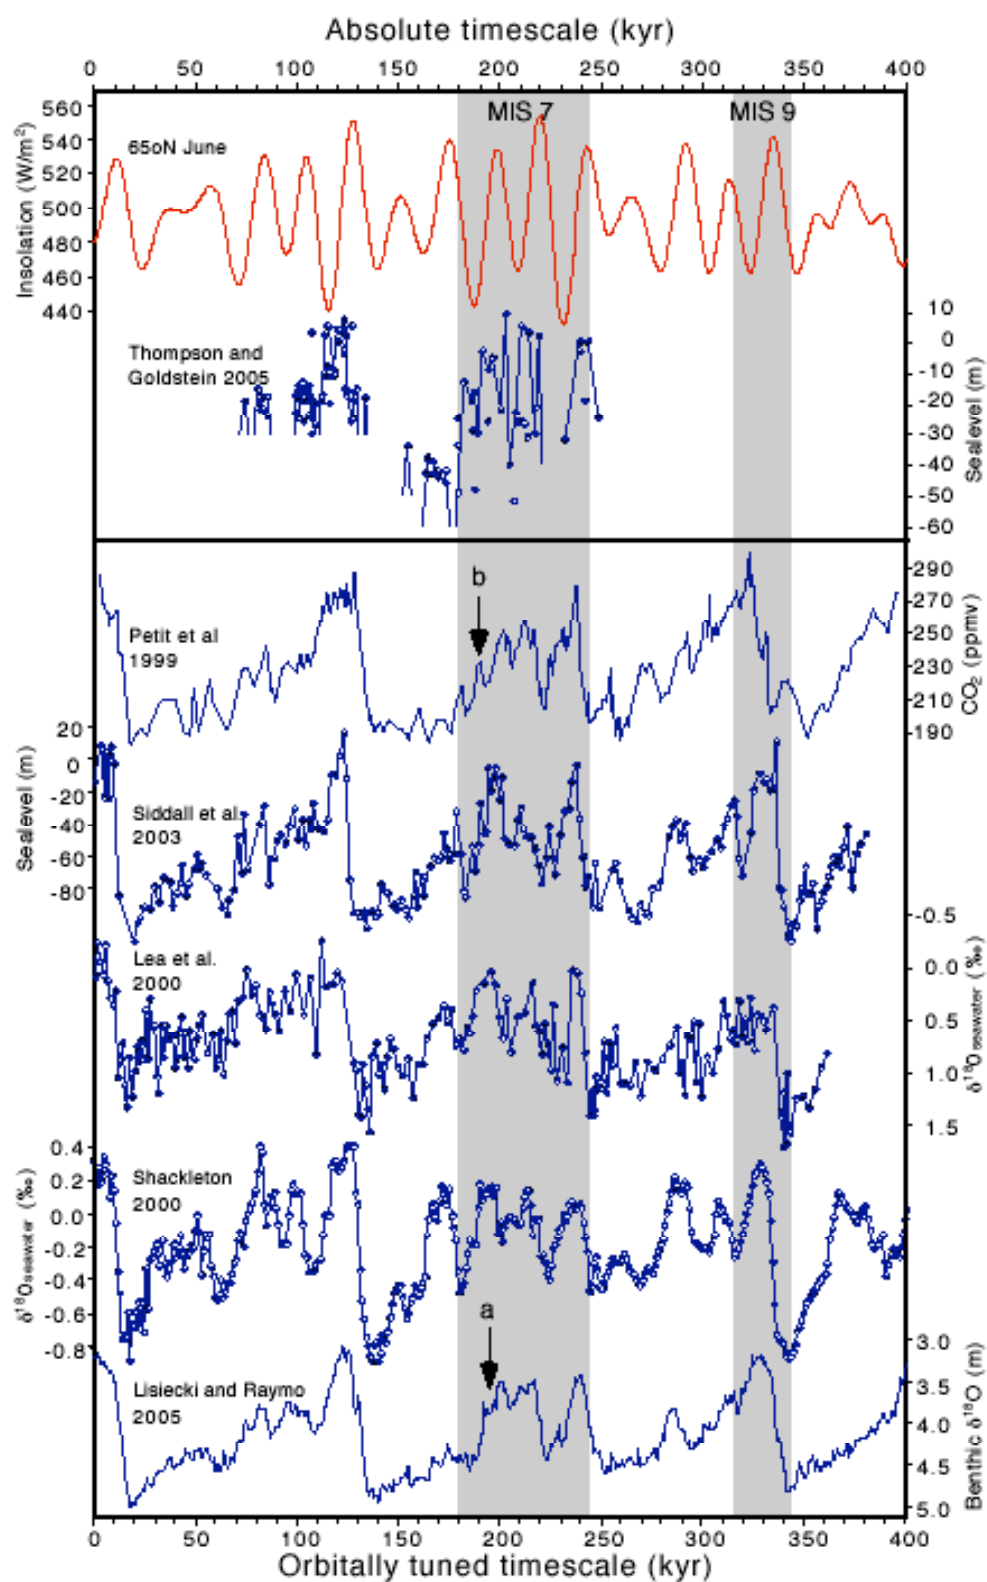 Absolute timescale (kyr)
0 50 100 150 200 250 300 350 400
MIS 7 MIS 9
560
540
520
500
480
460
440
Insolation (W/m²)
65oN June
10
0
-10
-20
-30
-40
-50
-60
Sealevel (m)
Thompson and
Goldstein 2005
290
270
250
230
210
190
CO₂ (ppmv)
b
Petit et al
1999
20
0
-20
-40
-60
-80
Sealevel (m)
Siddall et al.
2003
-0.5
0.0
0.5
1.0
1.5
δ¹⁸Oseawater (‰)
Lea et al.
2000
0.4
0.2
0.0
-0.2
-0.4
-0.6
-0.8
δ¹⁸Oseawater (‰)
Shackleton
2000
a
3.0
3.5
4.0
4.5
5.0
Benthic δ¹⁸O (m)
Lisiecki and Raymo
2005
0 50 100 150 200 250 300 350 400
Orbitally tuned timescale (kyr)